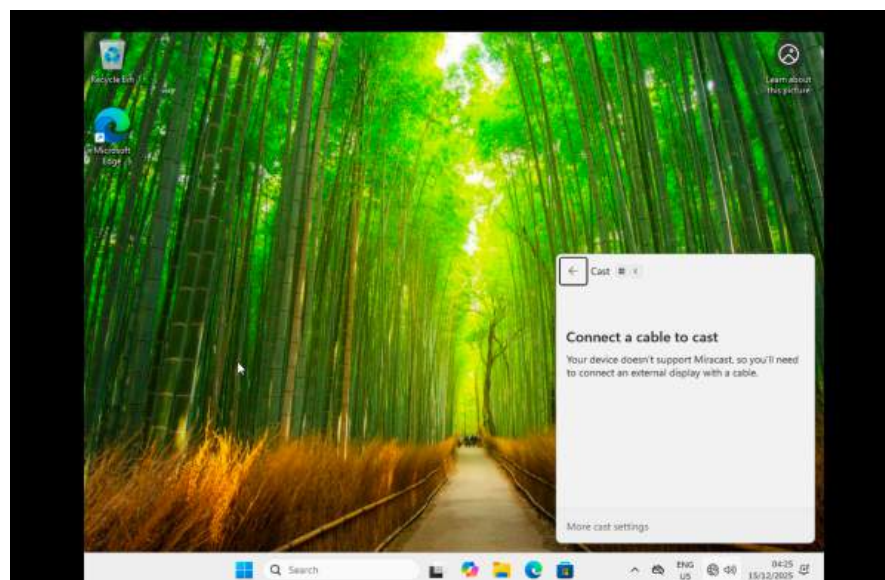 Recycle Bin
Learn about
this picture
Microsoft
Edge
Cast
Connect a cable to cast
Your device doesn't support Miracast, so you'll need
to connect an external display with a cable.
More cast settings
Search
ENG
US
04:25
15/12/2025